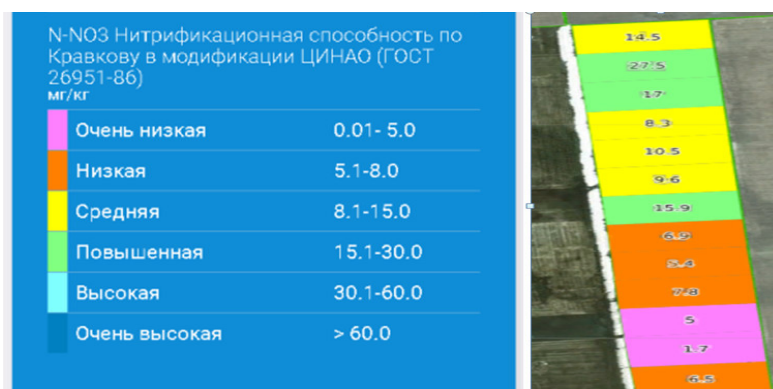 N-NO3 Нитрификационная способность по
Кравкову в модификации ЦИНАО (ГОСТ
26951-86)
мг/кг
Очень низкая 0.01- 5.0
Низкая 5.1-8.0
Средняя 8.1-15.0
Повышенная 15.1-30.0
Высокая 30.1-60.0
Очень высокая > 60.0
14.5
27.5
17
8.3
10.5
9.6
15.9
6.9
5.4
7.8
5
1.7
6.5